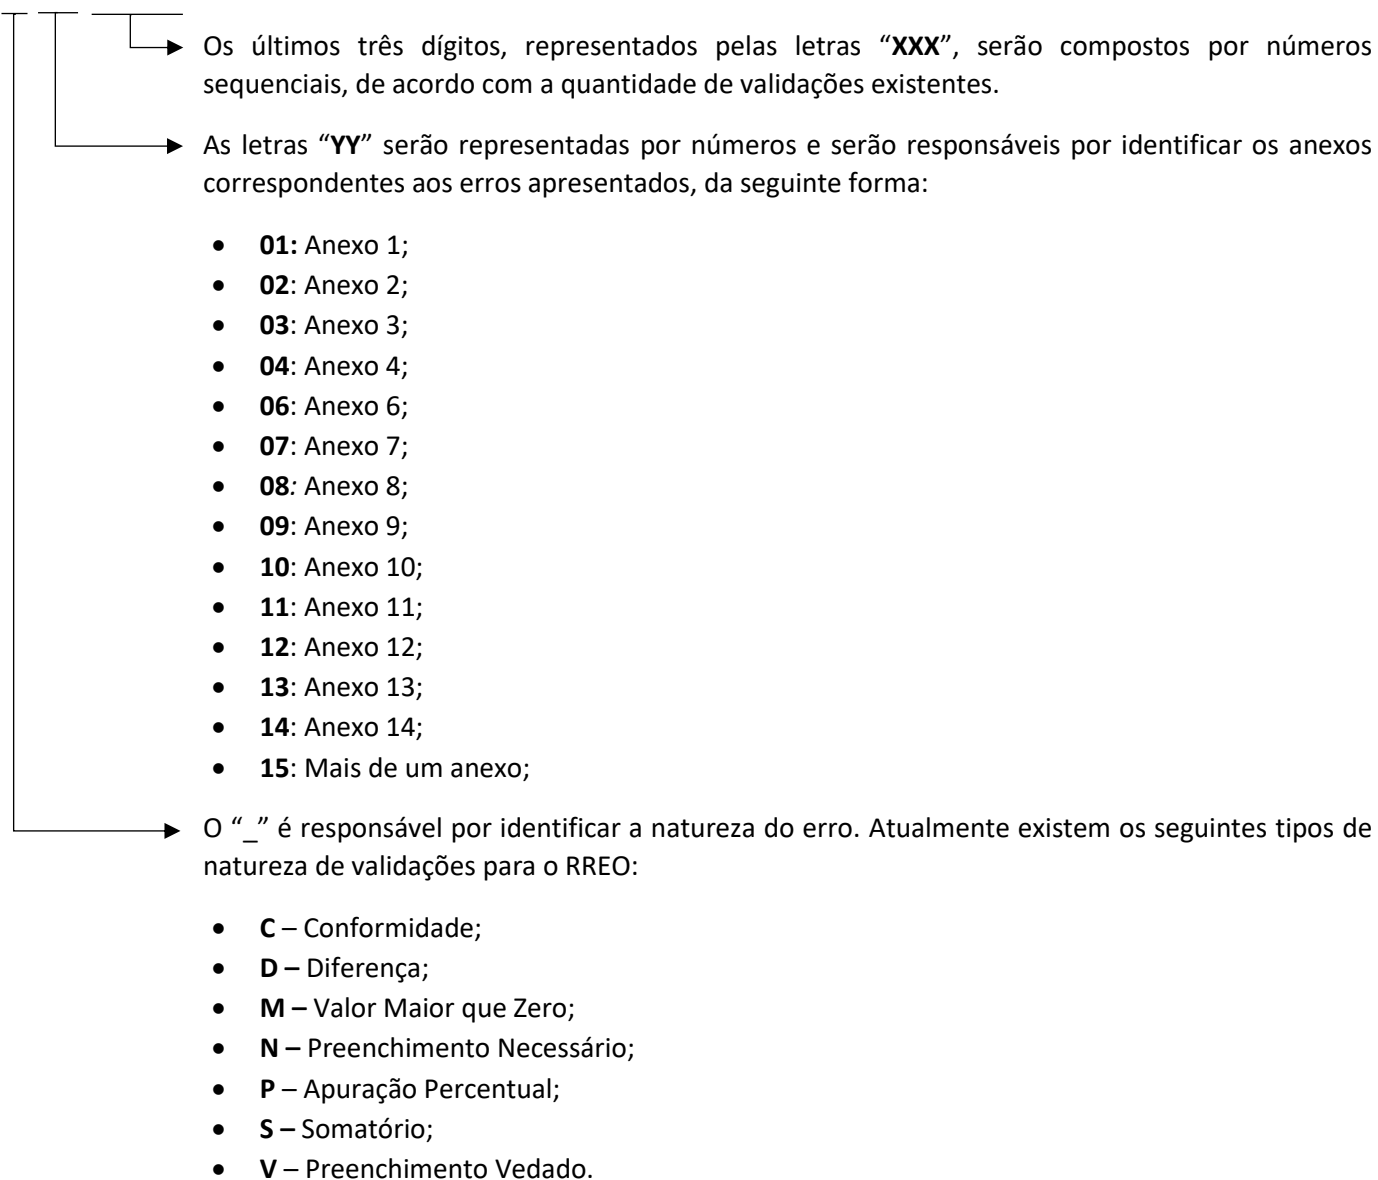 Os últimos três dígitos, representados pelas letras “XXX”, serão compostos por números
sequenciais, de acordo com a quantidade de validações existentes.
As letras “YY” serão representadas por números e serão responsáveis por identificar os anexos
correspondentes aos erros apresentados, da seguinte forma:
• 01: Anexo 1;
• 02: Anexo 2;
• 03: Anexo 3;
• 04: Anexo 4;
• 06: Anexo 6;
• 07: Anexo 7;
• 08: Anexo 8;
• 09: Anexo 9;
• 10: Anexo 10;
• 11: Anexo 11;
• 12: Anexo 12;
• 13: Anexo 13;
• 14: Anexo 14;
• 15: Mais de um anexo;
O “_” é responsável por identificar a natureza do erro. Atualmente existem os seguintes tipos de
natureza de validações para o RREO:
• C – Conformidade;
• D – Diferença;
• M – Valor Maior que Zero;
• N – Preenchimento Necessário;
• P – Apuração Percentual;
• S – Somatório;
• V – Preenchimento Vedado.